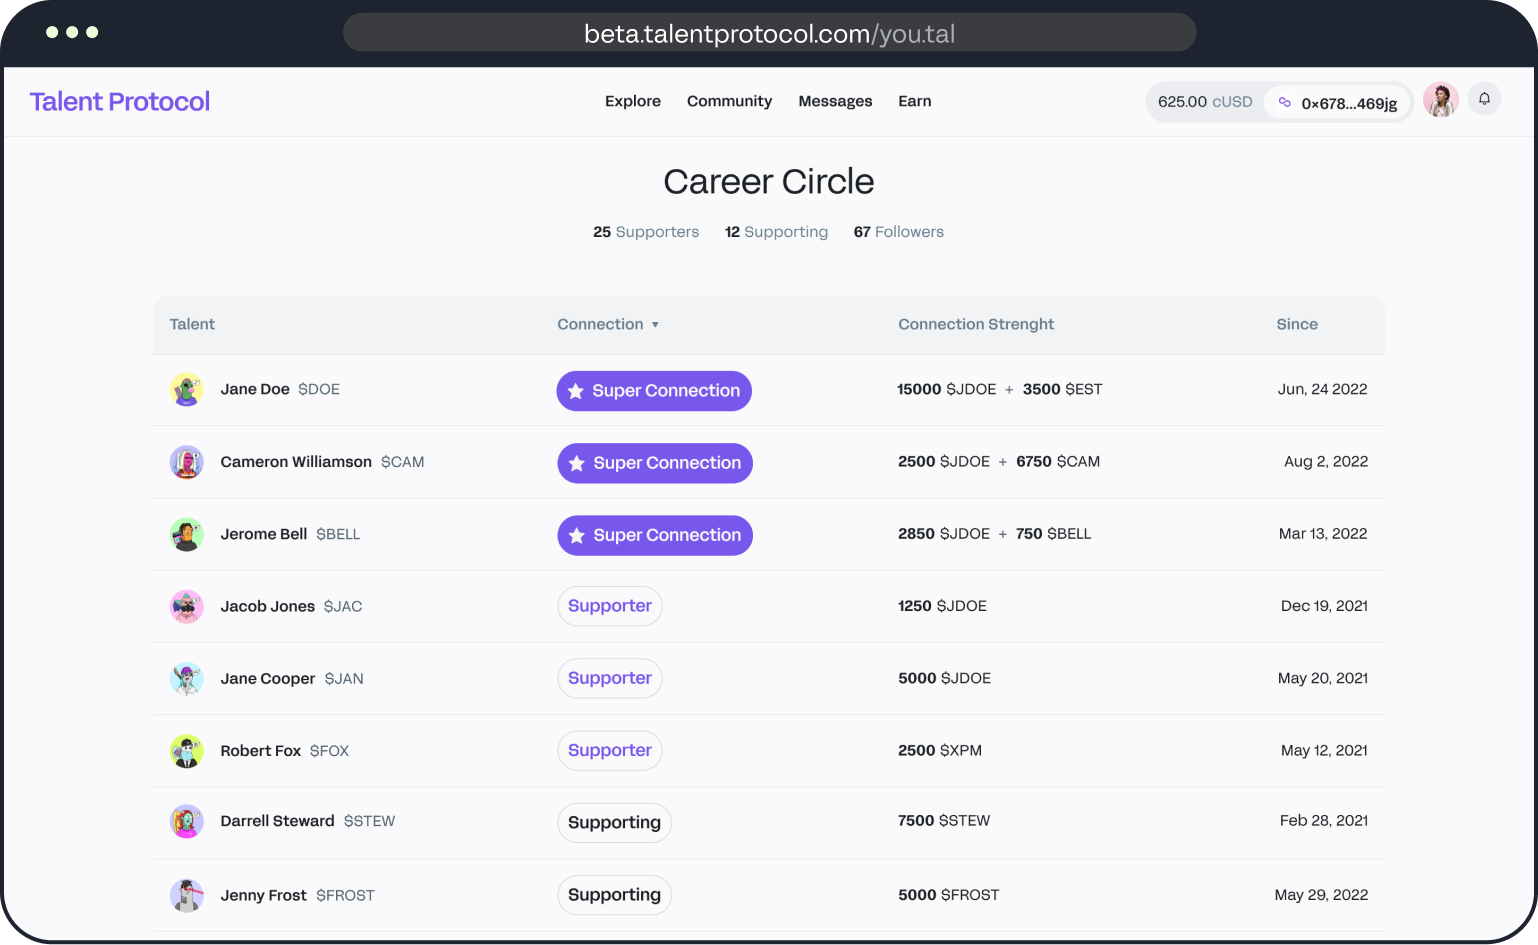 beta.talentprotocol.com/you.tal
Talent Protocol Explore Community Messages Earn 625.00 cUSD 0×678...469jg
Career Circle
25 Supporters 12 Supporting 67 Followers
Talent Connection ▼ Connection Strenght Since
Jane Doe $DOE Super Connection 15000 $JDOE + 3500 $EST Jun, 24 2022
Cameron Williamson $CAM Super Connection 2500 $JDOE + 6750 $CAM Aug 2, 2022
Jerome Bell $BELL Super Connection 2850 $JDOE + 750 $BELL Mar 13, 2022
Jacob Jones $JAC Supporter 1250 $JDOE Dec 19, 2021
Jane Cooper $JAN Supporter 5000 $JDOE May 20, 2021
Robert Fox $FOX Supporter 2500 $XPM May 12, 2021
Darrell Steward $STEW Supporting 7500 $STEW Feb 28, 2021
Jenny Frost $FROST Supporting 5000 $FROST May 29, 2022